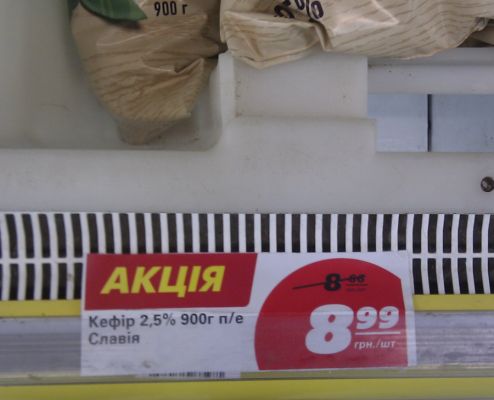 900 г
%
АКЦІЯ
8 66
Кефір 2,5% 900г п/е
Славія
8 99
грн./шт